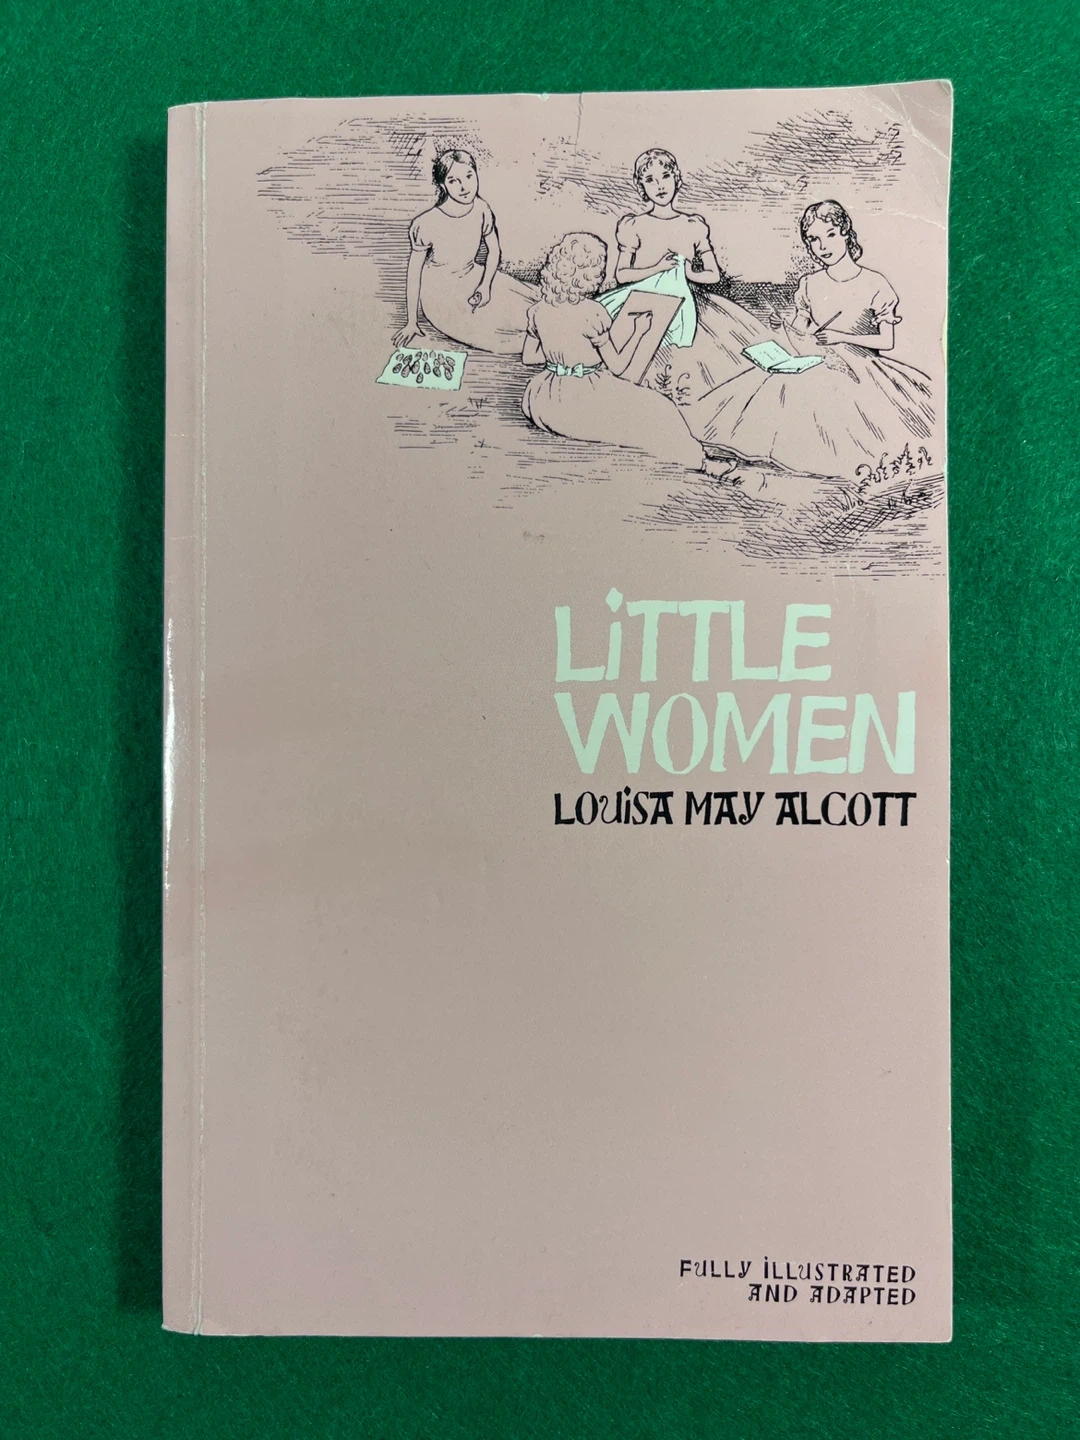 LiTTLE
WOMEN
LOUiSA MAY ALCOTT
FULLY iLLUSTRATED
AND ADAPTED